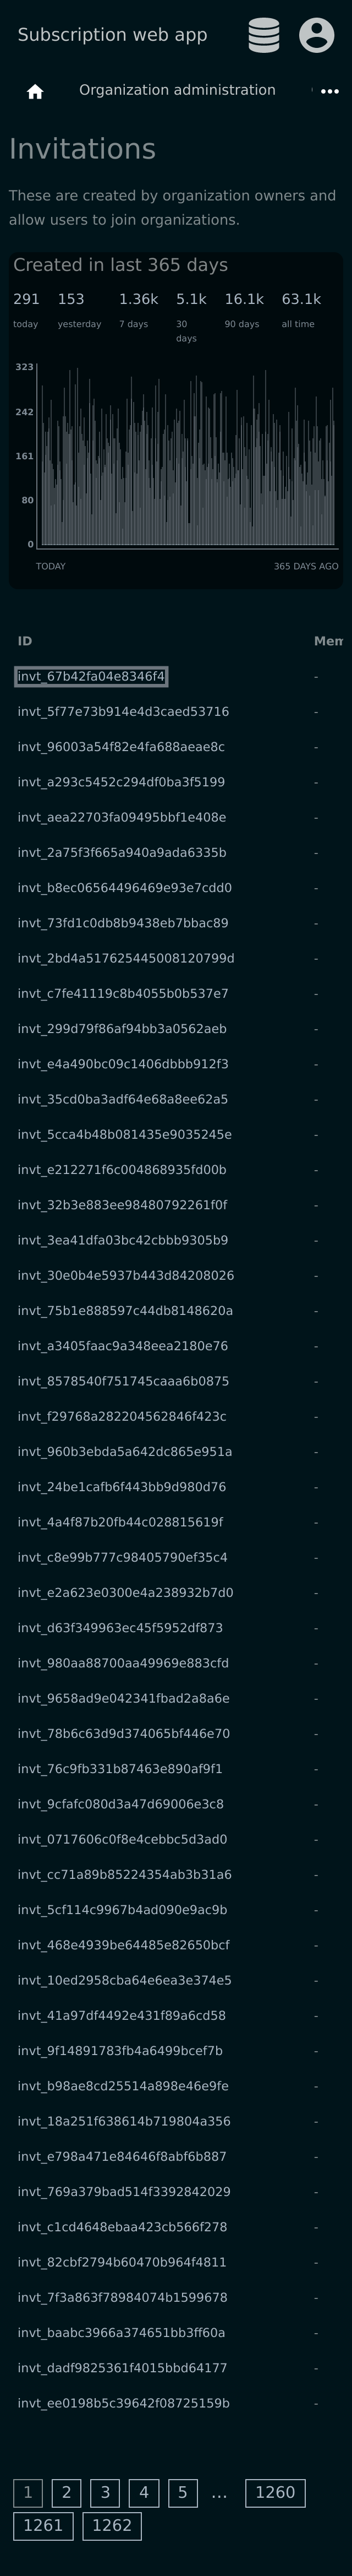 Subscription web app
Organization administration
Invitations
These are created by organization owners and
allow users to join organizations.
Created in last 365 days
291 153 1.36k 5.1k 16.1k 63.1k
today yesterday 7 days 30 days 90 days all time
323
242
161
80
0
TODAY 365 DAYS AGO
ID Mem
invt_67b42fa04e8346f4 -
invt_5f77e73b914e4d3caed53716 -
invt_96003a54f82e4fa688aeae8c -
invt_a293c5452c294df0ba3f5199 -
invt_aea22703fa09495bbf1e408e -
invt_2a75f3f665a940a9ada6335b -
invt_b8ec06564496469e93e7cdd0 -
invt_73fd1c0db8b9438eb7bbac89 -
invt_2bd4a517625445008120799d -
invt_c7fe41119c8b4055b0b537e7 -
invt_299d79f86af94bb3a0562aeb -
invt_e4a490bc09c1406dbbb912f3 -
invt_35cd0ba3adf64e68a8ee62a5 -
invt_5cca4b48b081435e9035245e -
invt_e212271f6c004868935fd00b -
invt_32b3e883ee98480792261f0f -
invt_3ea41dfa03bc42cbbb9305b9 -
invt_30e0b4e5937b443d84208026 -
invt_75b1e888597c44db8148620a -
invt_a3405faac9a348eea2180e76 -
invt_8578540f751745caaa6b0875 -
invt_f29768a282204562846f423c -
invt_960b3ebda5a642dc865e951a -
invt_24be1cafb6f443bb9d980d76 -
invt_4a4f87b20fb44c028815619f -
invt_c8e99b777c98405790ef35c4 -
invt_e2a623e0300e4a238932b7d0 -
invt_d63f349963ec45f5952df873 -
invt_980aa88700aa49969e883cfd -
invt_9658ad9e042341fbad2a8a6e -
invt_78b6c63d9d374065bf446e70 -
invt_76c9fb331b87463e890af9f1 -
invt_9cfafc080d3a47d69006e3c8 -
invt_0717606c0f8e4cebbc5d3ad0 -
invt_cc71a89b85224354ab3b31a6 -
invt_5cf114c9967b4ad090e9ac9b -
invt_468e4939be64485e82650bcf -
invt_10ed2958cba64e6ea3e374e5 -
invt_41a97df4492e431f89a6cd58 -
invt_9f14891783fb4a6499bcef7b -
invt_b98ae8cd25514a898e46e9fe -
invt_18a251f638614b719804a356 -
invt_e798a471e84646f8abf6b887 -
invt_769a379bad514f3392842029 -
invt_c1cd4648ebaa423cb566f278 -
invt_82cbf2794b60470b964f4811 -
invt_7f3a863f78984074b1599678 -
invt_baabc3966a374651bb3ff60a -
invt_dadf9825361f4015bbd64177 -
invt_ee0198b5c39642f08725159b -
1 2 3 4 5 … 1260
1261 1262